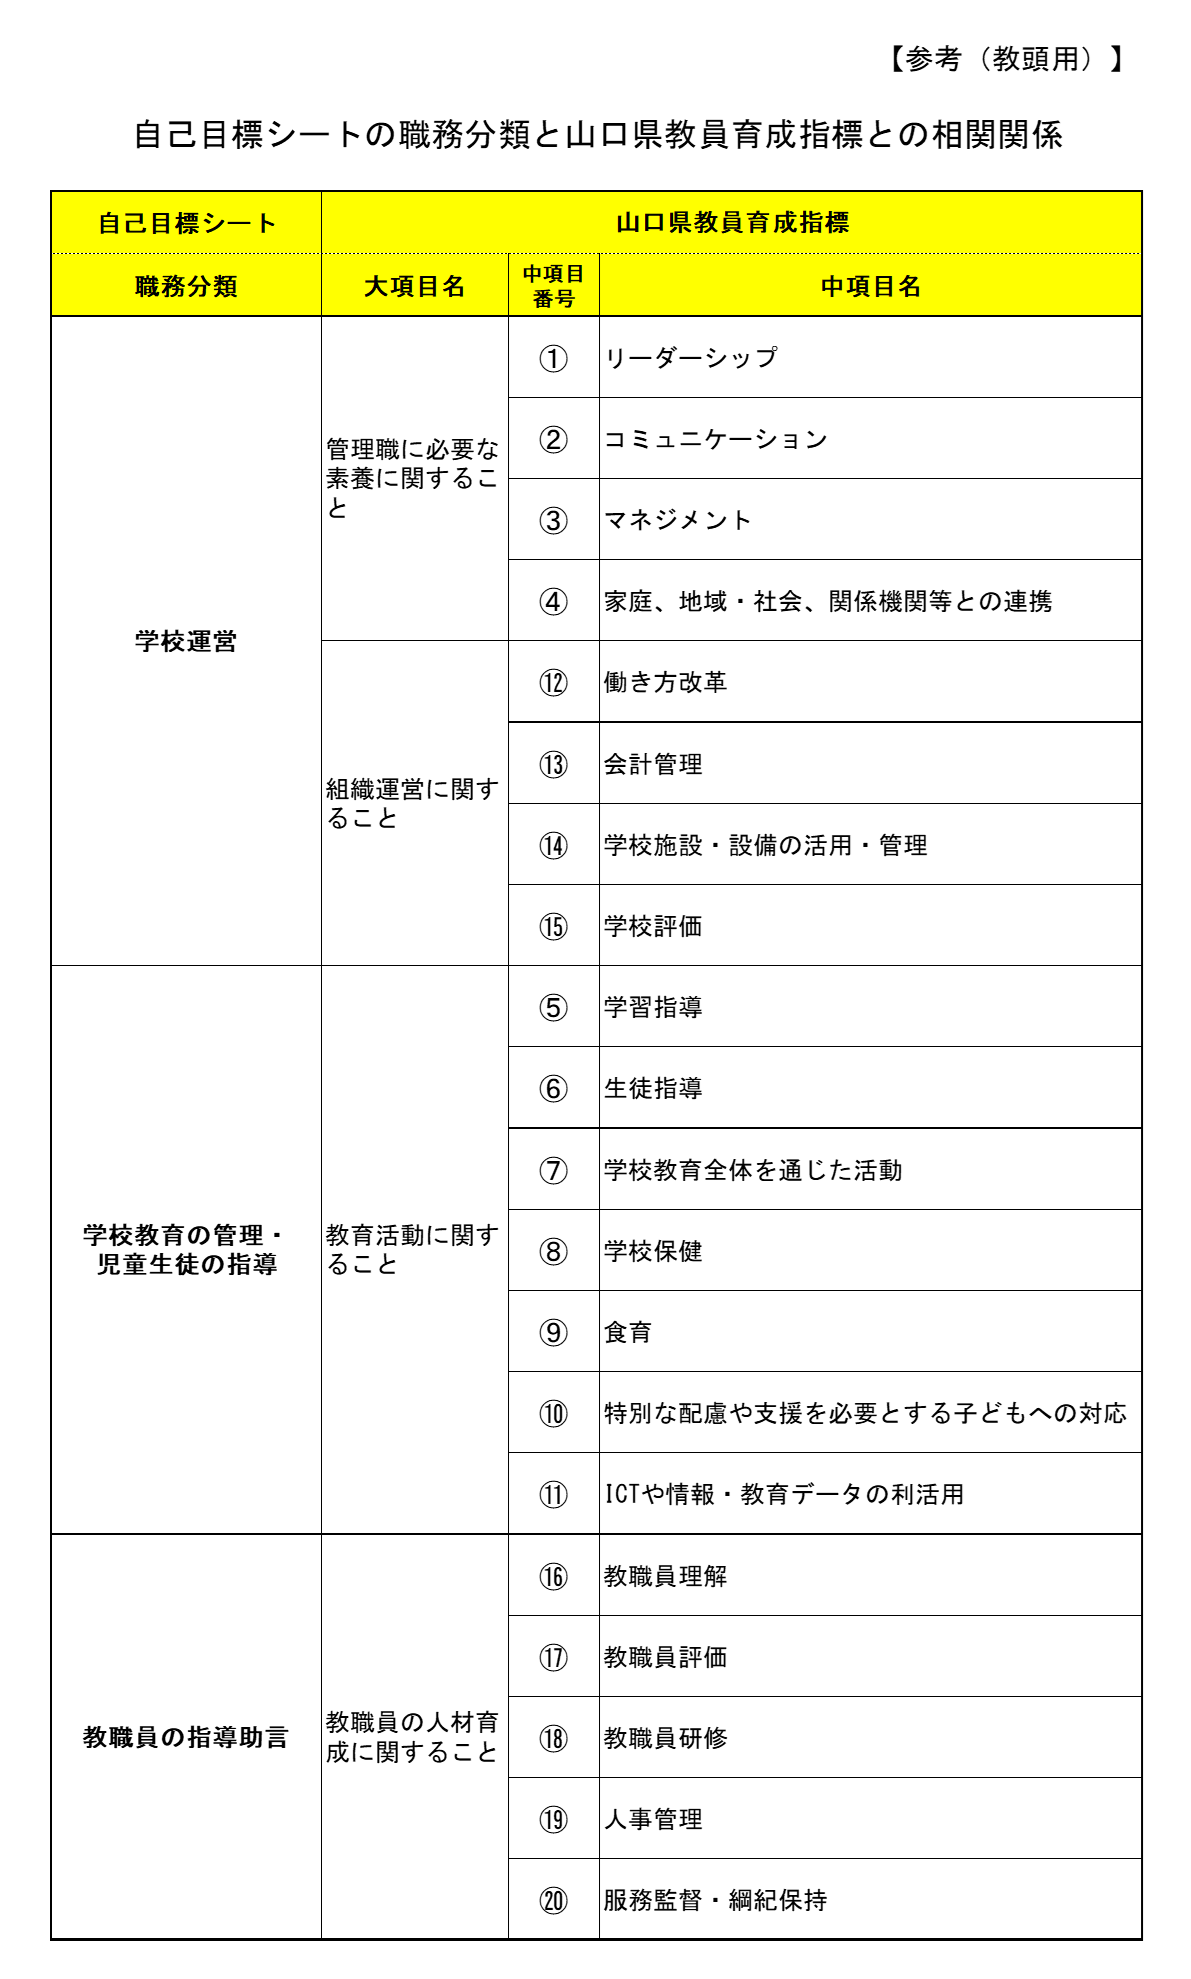 【参考（教頭用）】
自己目標シートの職務分類と山口県教員育成指標との相関関係
自己目標シート
山口県教員育成指標
職務分類
大項目名
中項目
番号
中項目名
学校運営
管理職に必要な
素養に関するこ
と
①
リーダーシップ
②
コミュニケーション
③
マネジメント
④
家庭、地域・社会、関係機関等との連携
組織運営に関す
ること
⑫
働き方改革
⑬
会計管理
⑭
学校施設・設備の活用・管理
⑮
学校評価
学校教育の管理・
児童生徒の指導
教育活動に関す
ること
⑤
学習指導
⑥
生徒指導
⑦
学校教育全体を通じた活動
⑧
学校保健
⑨
食育
⑩
特別な配慮や支援を必要とする子どもへの対応
⑪
ICTや情報・教育データの利活用
教職員の指導助言
教職員の人材育
成に関すること
⑯
教職員理解
⑰
教職員評価
⑱
教職員研修
⑲
人事管理
⑳
服務監督・綱紀保持